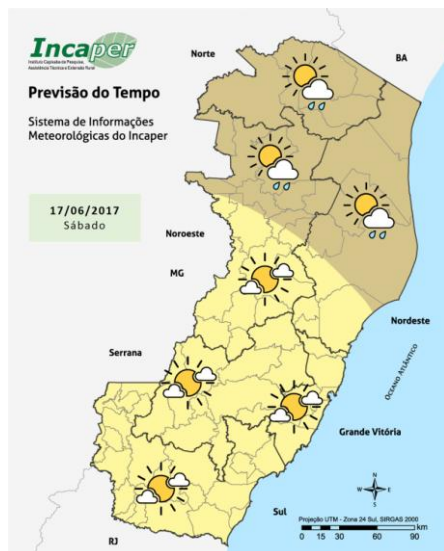 Incaper
Instituto Capixaba de Pesquisa,
Assistência Técnica e Extensão Rural
Previsão do Tempo
Sistema de Informações
Meteorológicas do Incaper
17/06/2017
Sábado
Norte
BA
Noroeste
MG
Nordeste
Serrana
OCEANO ATLÂNTICO
Grande Vitória
Sul
RJ
N
W
E
S
Projeção UTM - Zona 24 Sul, SIRGAS 2000
km
0 15 30 60 90